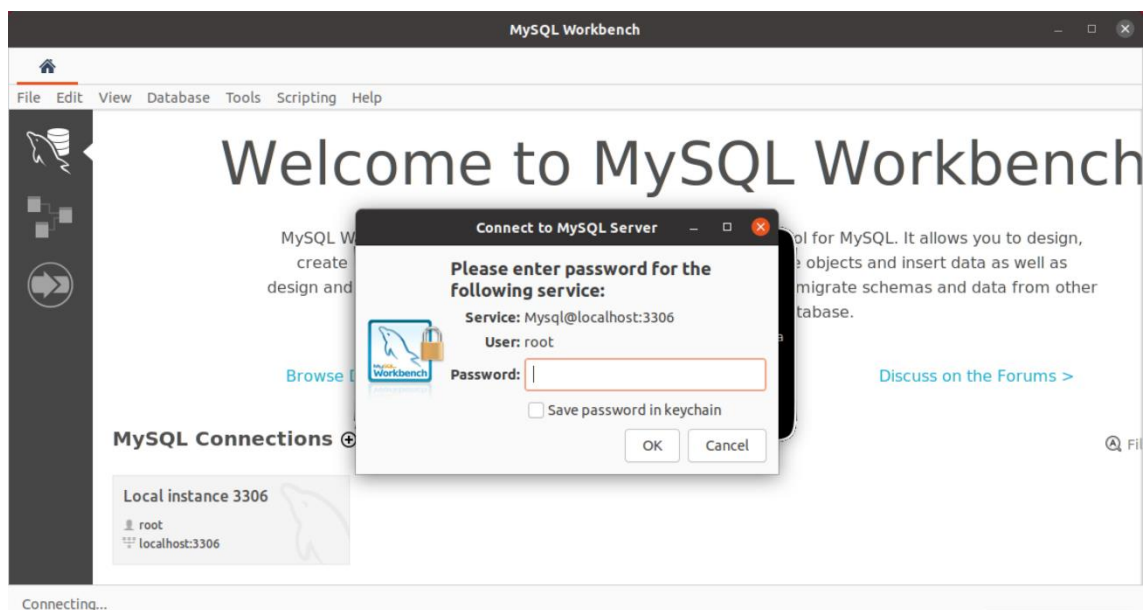 MySQL Workbench
File Edit View Database Tools Scripting Help
Welcome to MySQL Workbench
MySQL W
ol for MySQL. It allows you to design,
create
e objects and insert data as well as
design and
migrate schemas and data from other
tabase.
Browse D
Discuss on the Forums >
MySQL Connections
Fil
Local instance 3306
root
localhost:3306
Connect to MySQL Server
Please enter password for the
following service:
Service: Mysql@localhost:3306
User: root
Password:
Save password in keychain
OK Cancel
MySQL
Workbench
Connecting...